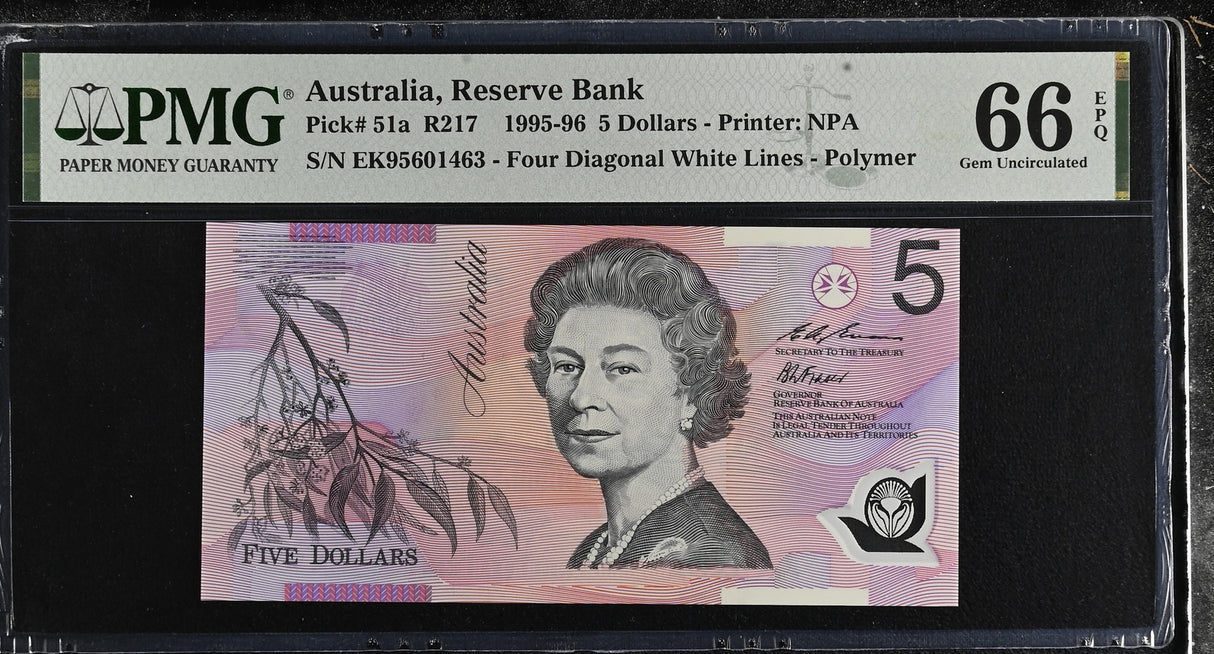 PMG®
PAPER MONEY GUARANTY
Australia, Reserve Bank
Pick# 51a R217 1995-96 5 Dollars - Printer: NPA
S/N EK95601463 - Four Diagonal White Lines - Polymer
66
EPQ
Gem Uncirculated
Australia
5
SECRETARY TO THE TREASURY
GOVERNOR
RESERVE BANK OF AUSTRALIA
THIS AUSTRALIAN NOTE
IS LEGAL TENDER THROUGHOUT
AUSTRALIA AND ITS TERRITORIES
FIVE DOLLARS